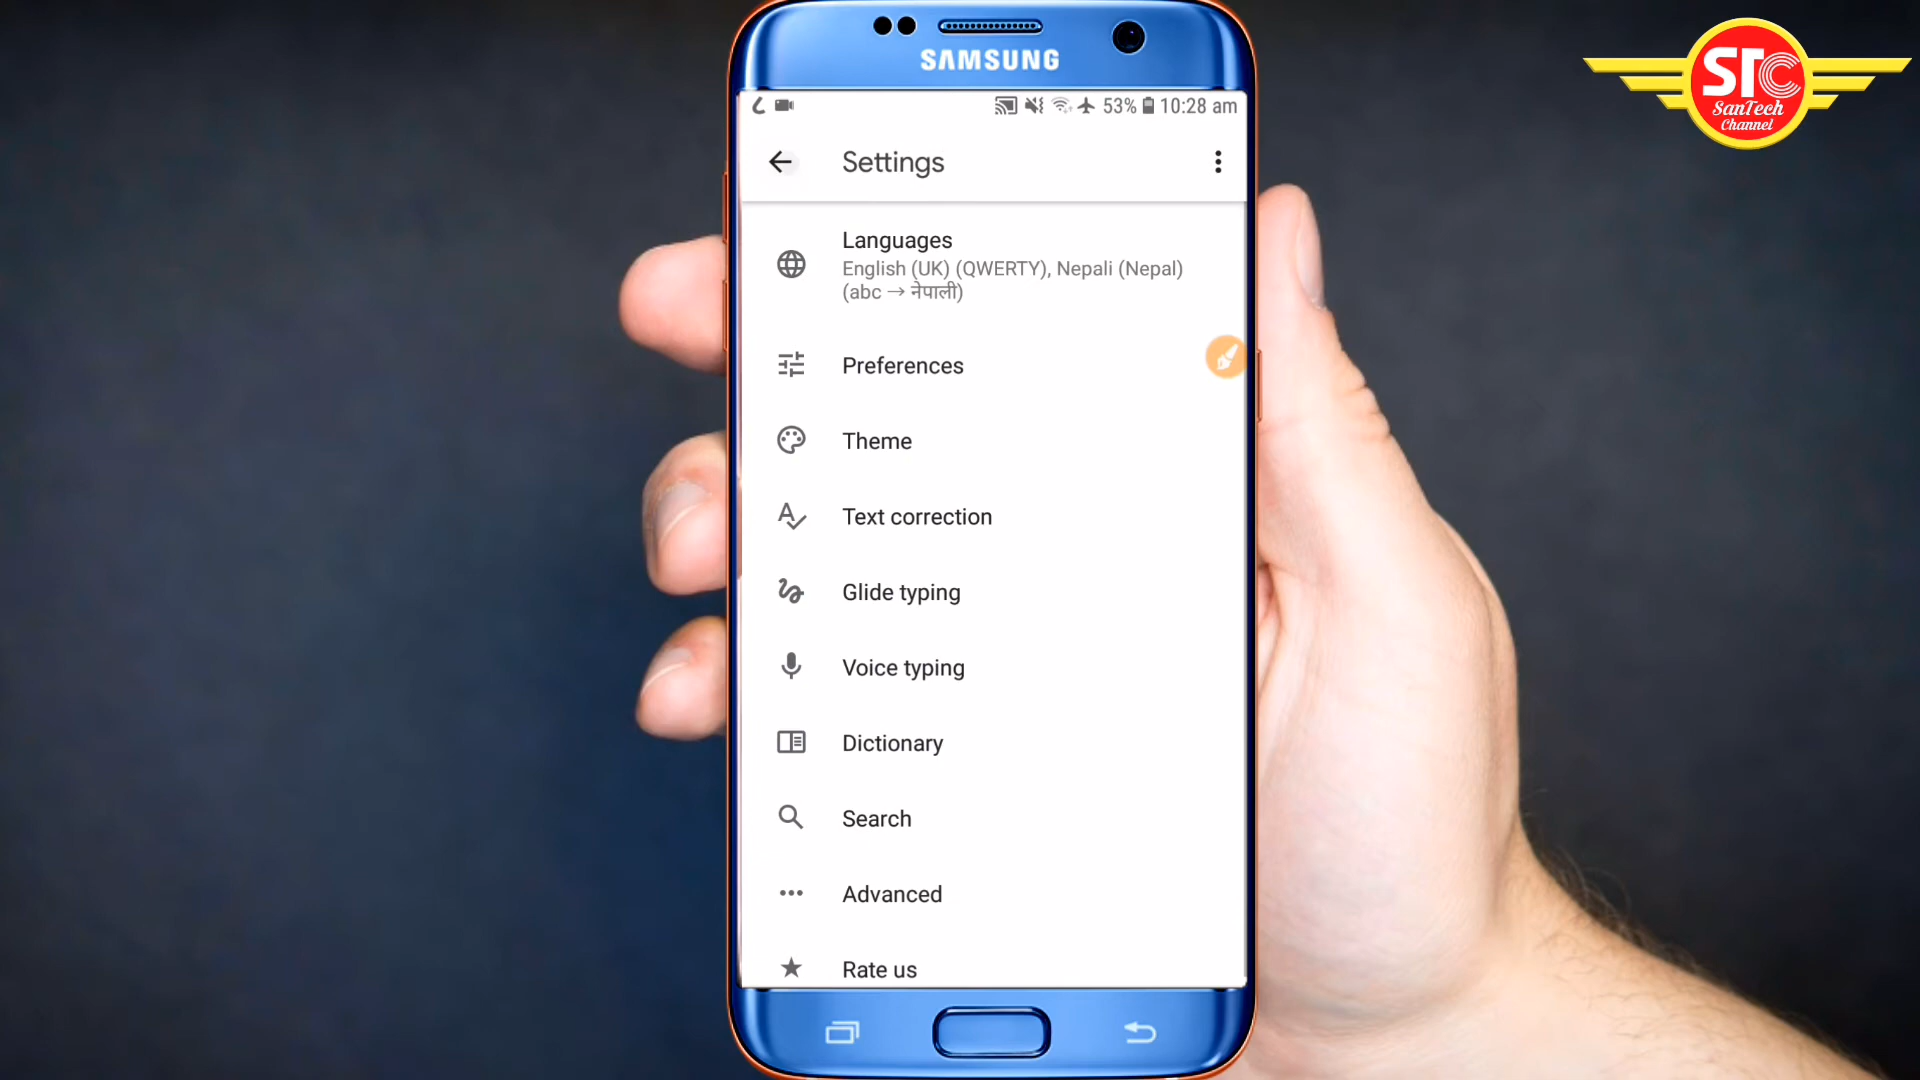 SAMSUNG
53% 10:28 am
Settings
Languages
English (UK) (QWERTY), Nepali (Nepal)
(abc → नेपाली)
Preferences
Theme
Text correction
Glide typing
Voice typing
Dictionary
Search
Advanced
Rate us
STC
SanTech
Channel